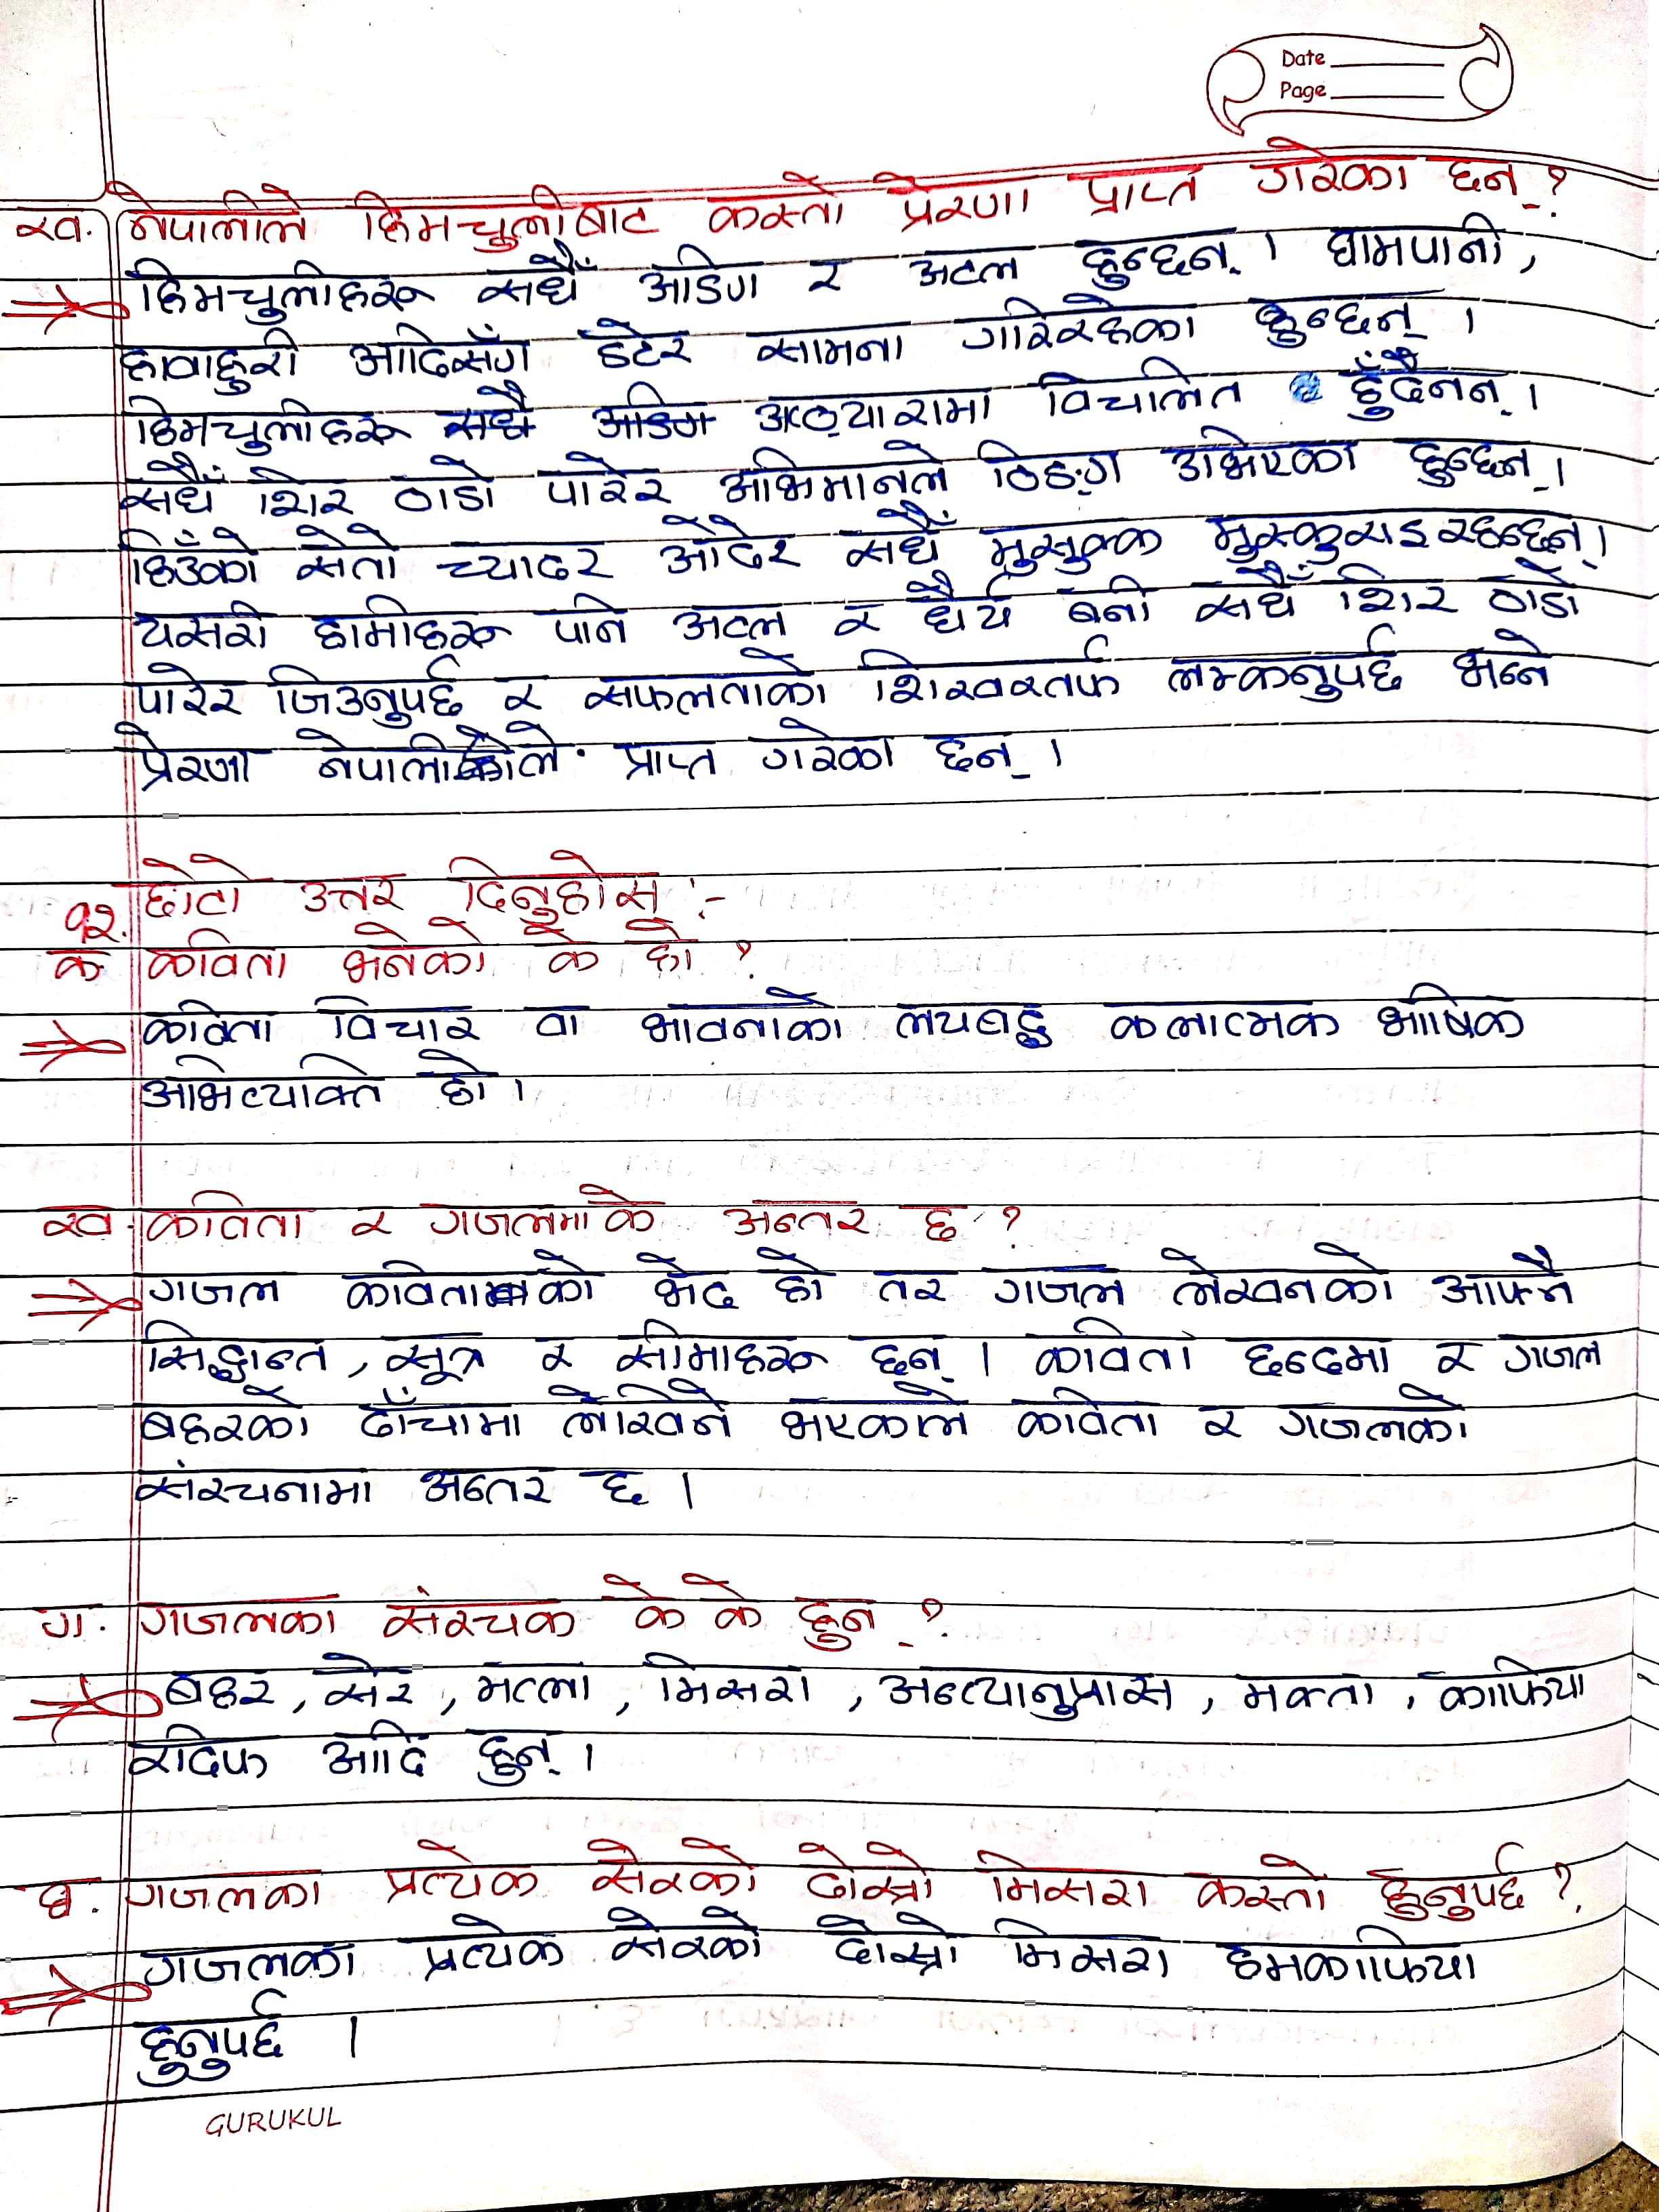 Date
Page
ख. नेपालीले हिमचुलीबाट कस्तो प्रेरणा प्राप्त गरेका छन् ?
हिमचुलीहरू सधैँ अडिग र अटल हुन्छन् । घामपानी,
हावाहुरी आदिसँग डटेर सामना गरिरहेका हुन्छन् ।
हिमचुलीहरू अठ्यारामा विचलित हुँदैनन् ।
सधैँ शिर ठाडो पारेर अभिमानले ठिङ्ग उभिएका हुन्छन् ।
हिउँको सेतो च्यादर ओढेर सधैँ मुसुक्क मुस्कुराइरहन्छन् ।
यसरी हामीहरू पनि अटल र धैर्य बनी सधैँ शिर ठाडो
पारेर जिउनुपर्छ र सफलताको शिखरतर्फ लम्कनुपर्छ भन्ने
प्रेरणा नेपालीले प्राप्त गरेका छन् ।
१२. छोटो उत्तर दिनुहोस् :-
क कविता भनेको के हो ?
कविता विचार वा भावनाको लयबद्ध कलात्मक भाषिक
अभिव्यक्ति हो ।
ख. कविता र गजलमा के अन्तर छ ?
गजल कविताको भेद हो तर गजल लेखनको आफ्नै
सिद्धान्त, सूत्र र सीमाहरू छन् । कविता छन्दमा र गजल
बहरको ढाँचामा लेखिने भएकाले कविता र गजलको
संरचनामा अन्तर छ ।
ग. गजलका संरचक के के हुन् ?
बहर, सेर, मत्ला, मिसरा, अन्त्यानुप्रास, मक्ता, काफिया
रदिफ आदि हुन् ।
घ. गजलका प्रत्येक सेरको दोस्रो मिसरा कस्तो हुनुपर्छ ?
गजलका प्रत्येक सेरको दोस्रो मिसरा हमकाफिया
हुनुपर्छ ।
GURUKUL